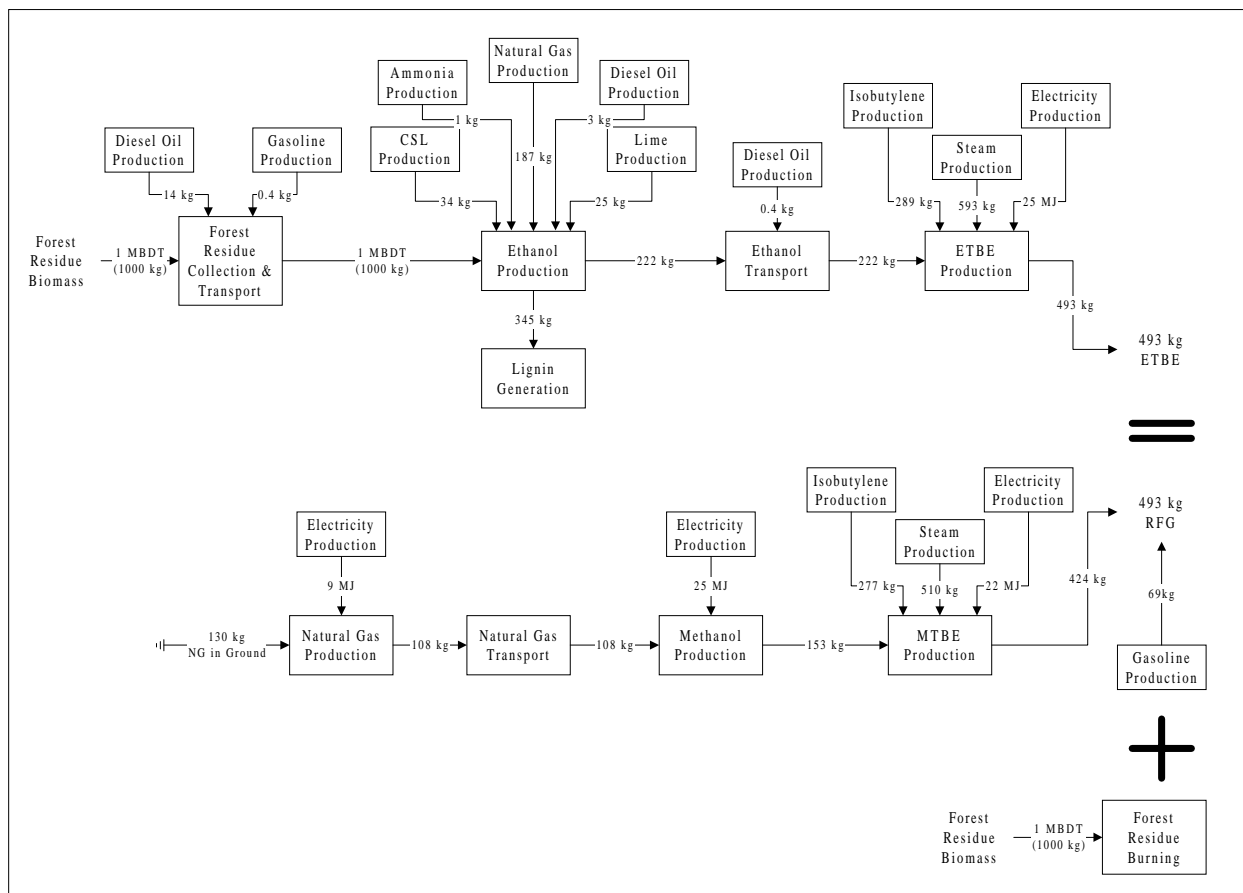 Natural Gas
Production
Ammonia
Production
Diesel Oil
Production
Isobutylene
Production
Electricity
Production
1 kg
3 kg
Diesel Oil
Production
Gasoline
Production
CSL
Production
187 kg
Lime
Production
Diesel Oil
Production
Steam
Production
14 kg
0.4 kg
34 kg
25 kg
0.4 kg
289 kg
593 kg
25 MJ
Forest
Residue
Biomass
1 MBDT
(1000 kg)
Forest
Residue
Collection &
Transport
1 MBDT
(1000 kg)
Ethanol
Production
222 kg
Ethanol
Transport
222 kg
ETBE
Production
493 kg
345 kg
Lignin
Generation
493 kg
ETBE
=
Isobutylene
Production
Electricity
Production
493 kg
RFG
Electricity
Production
Electricity
Production
Steam
Production
9 MJ
25 MJ
277 kg
510 kg
22 MJ
424 kg
69kg
130 kg
NG in Ground
Natural Gas
Production
108 kg
Natural Gas
Transport
108 kg
Methanol
Production
153 kg
MTBE
Production
Gasoline
Production
+
Forest
Residue
Biomass
1 MBDT
(1000 kg)
Forest
Residue
Burning